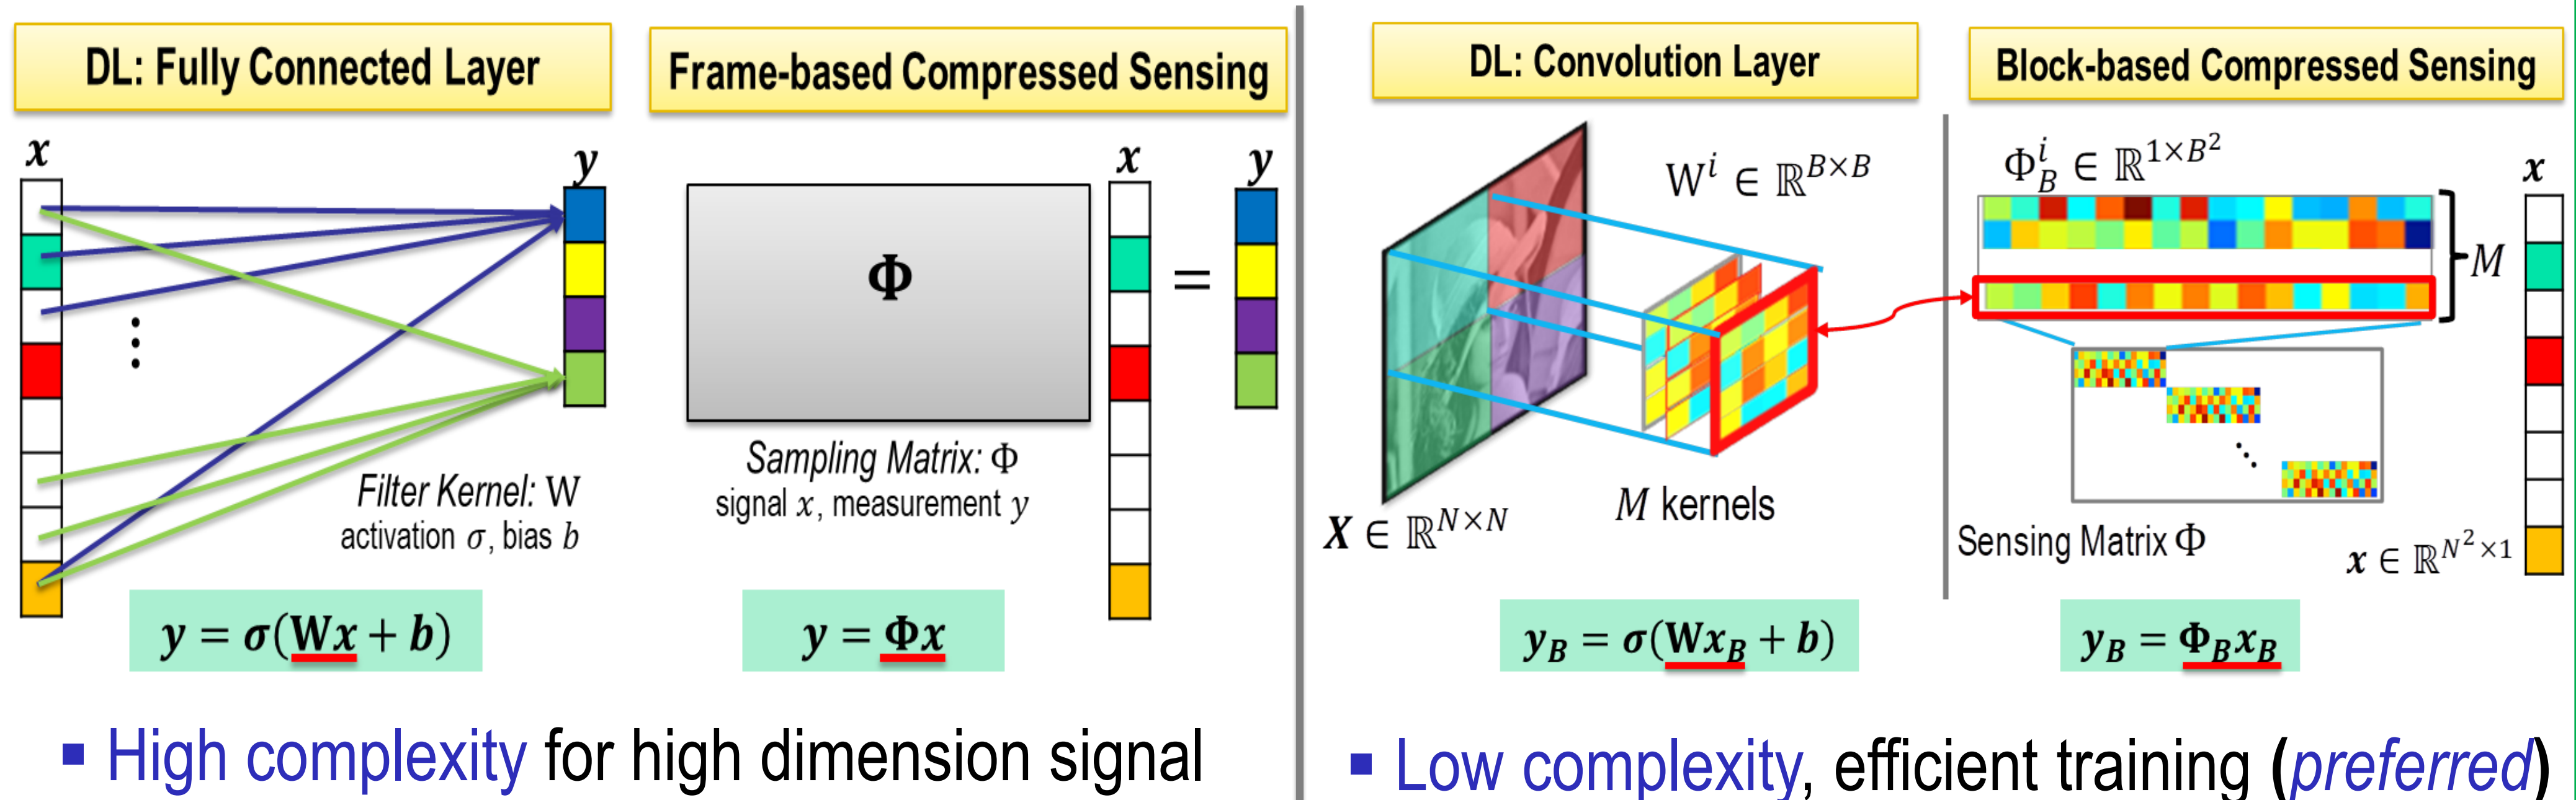 DL: Fully Connected Layer
x
y
⋮
Filter Kernel: W
activation σ, bias b
y = σ(Wx + b)
Frame-based Compressed Sensing
Φ
x
=
y
Sampling Matrix: Φ
signal x, measurement y
y = Φx
▪ High complexity for high dimension signal
DL: Convolution Layer
Wⁱ ∈ ℝ^{B×B}
X ∈ ℝ^{N×N}
M kernels
y_B = σ(Wx_B + b)
Block-based Compressed Sensing
Φ_B^i ∈ ℝ^{1×B²}
x
M
⋱
Sensing Matrix Φ
x ∈ ℝ^{N²×1}
y_B = Φ_B x_B
▪ Low complexity, efficient training (preferred)